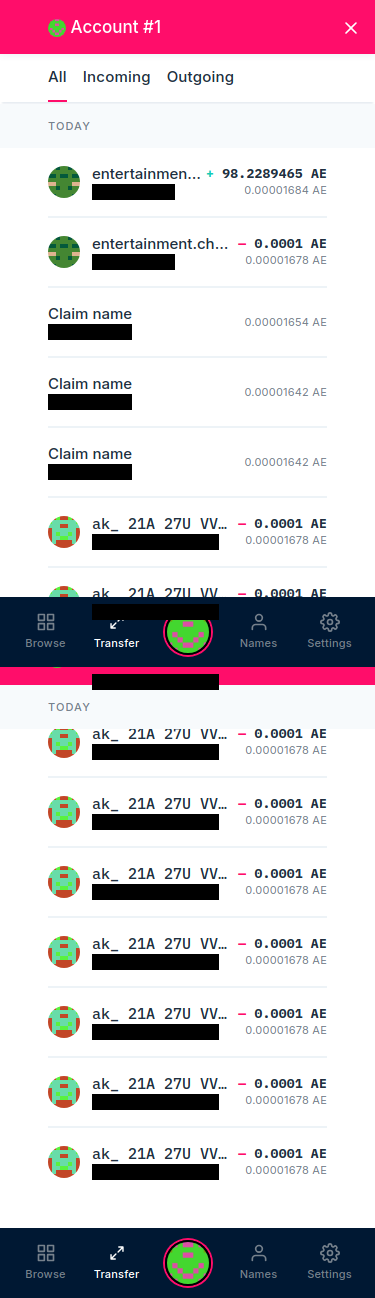 Account #1
All Incoming Outgoing
TODAY
entertainmen... + 98.2289465 AE
0.00001684 AE
entertainment.ch... − 0.0001 AE
0.00001678 AE
Claim name
0.00001654 AE
Claim name
0.00001642 AE
Claim name
0.00001642 AE
ak_ 21A 27U VV… − 0.0001 AE
0.00001678 AE
ak_ 21A 27U VV… − 0.0001 AE
Browse Transfer Names Settings
TODAY
ak_ 21A 27U VV… − 0.0001 AE
0.00001678 AE
ak_ 21A 27U VV… − 0.0001 AE
0.00001678 AE
ak_ 21A 27U VV… − 0.0001 AE
0.00001678 AE
ak_ 21A 27U VV… − 0.0001 AE
0.00001678 AE
ak_ 21A 27U VV… − 0.0001 AE
0.00001678 AE
ak_ 21A 27U VV… − 0.0001 AE
0.00001678 AE
ak_ 21A 27U VV… − 0.0001 AE
0.00001678 AE
Browse Transfer Names Settings